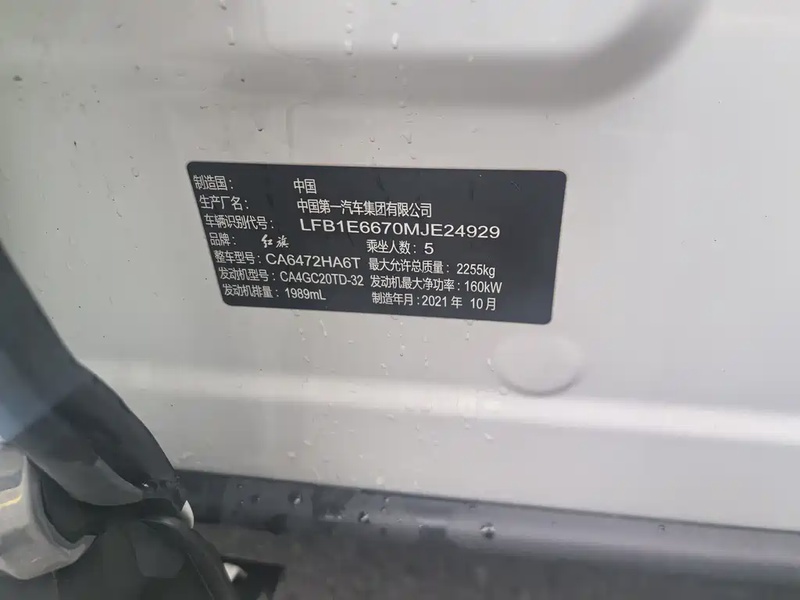 制造国： 中国
生产厂名： 中国第一汽车集团有限公司
车辆识别代号： LFB1E6670MJE24929
品牌： 红旗 乘坐人数：5
整车型号：CA6472HA6T 最大允许总质量：2255kg
发动机型号：CA4GC20TD-32 发动机最大净功率：160kW
发动机排量：1989mL 制造年月：2021 年 10 月